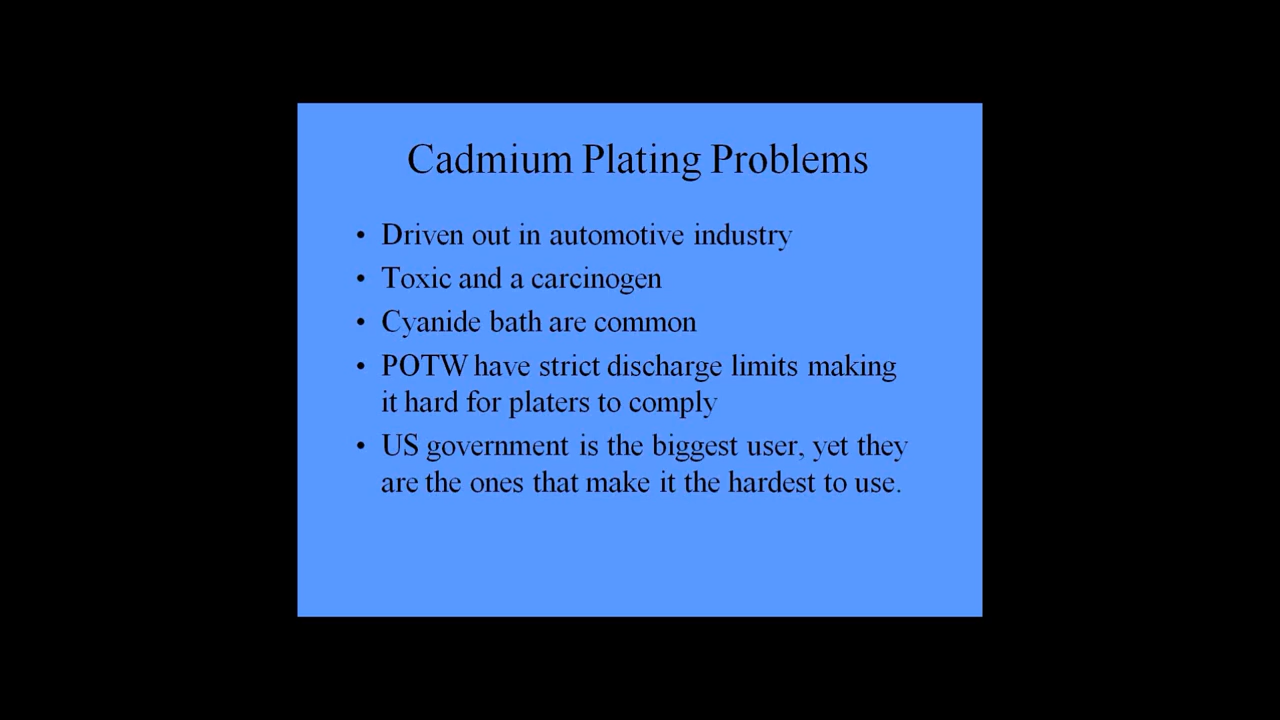 Cadmium Plating Problems
• Driven out in automotive industry
• Toxic and a carcinogen
• Cyanide bath are common
• POTW have strict discharge limits making
it hard for platers to comply
• US government is the biggest user, yet they
are the ones that make it the hardest to use.